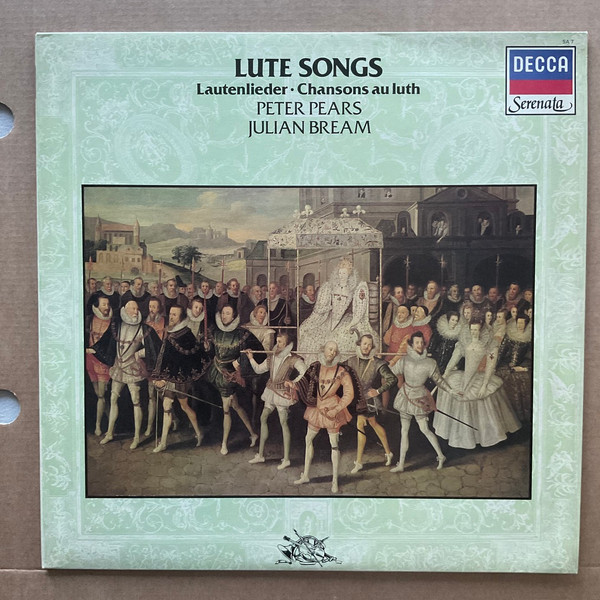 LUTE SONGS
Lautenlieder · Chansons au luth
PETER PEARS
JULIAN BREAM
DECCA
Serenata